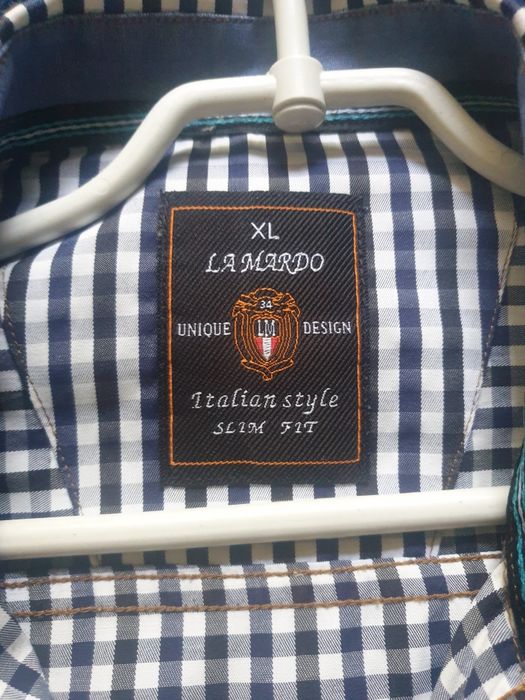 XL
LA MARDO
34
UNIQUE LM DESIGN
Italian style
SLIM FIT